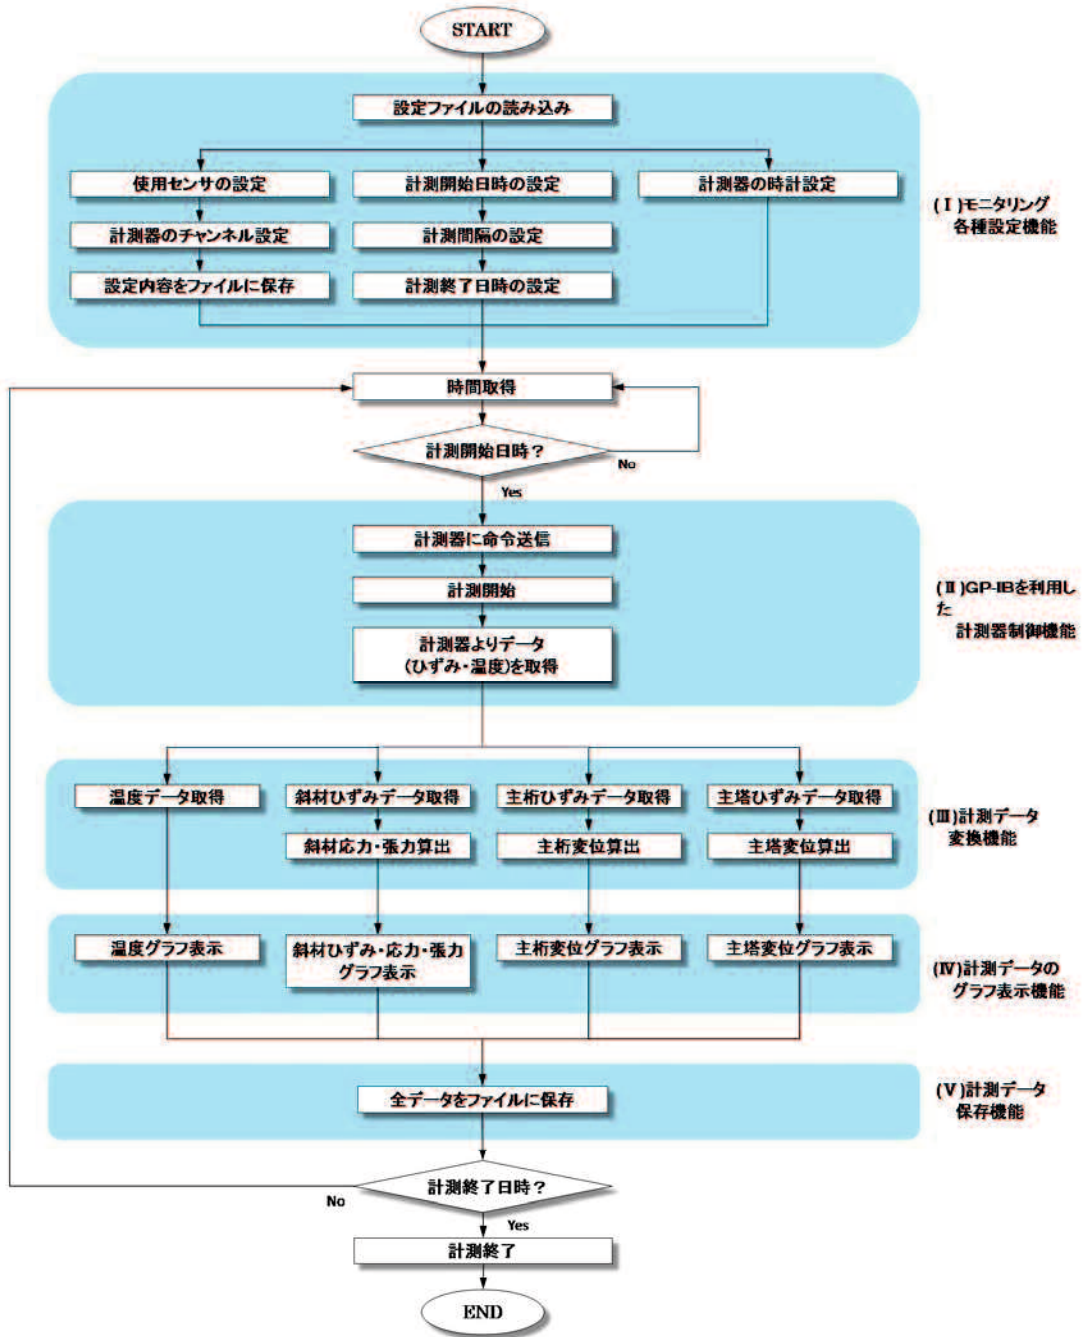 START
設定ファイルの読み込み
使用センサの設定
計測開始日時の設定
計測器の時計設定
計測器のチャンネル設定
計測間隔の設定
設定内容をファイルに保存
計測終了日時の設定
(Ⅰ)モニタリング
各種設定機能
時間取得
計測開始日時？
No
Yes
計測器に命令送信
計測開始
計測器よりデータ
(ひずみ・温度)を取得
(Ⅱ)GP-IBを利用し
た
計測器制御機能
温度データ取得
斜材ひずみデータ取得
主桁ひずみデータ取得
主塔ひずみデータ取得
斜材応力・張力算出
主桁変位算出
主塔変位算出
(Ⅲ)計測データ
変換機能
温度グラフ表示
斜材ひずみ・応力・張力
グラフ表示
主桁変位グラフ表示
主塔変位グラフ表示
(Ⅳ)計測データの
グラフ表示機能
全データをファイルに保存
(Ⅴ)計測データ
保存機能
計測終了日時？
No
Yes
計測終了
END